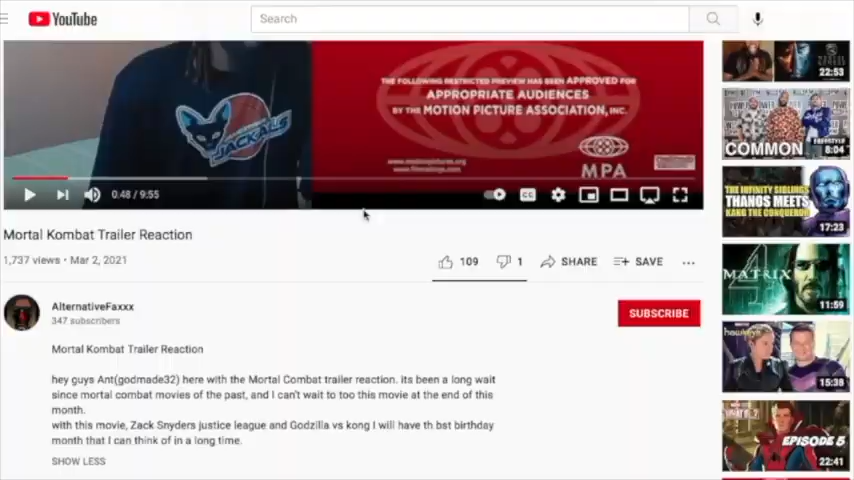 YouTube
Search
JACKALS
THE FOLLOWING RESTRICTED PREVIEW HAS BEEN APPROVED FOR
APPROPRIATE AUDIENCES
BY THE MOTION PICTURE ASSOCIATION, INC.
MPA
0:48 / 9:55
CC
Mortal Kombat Trailer Reaction
1,737 views • Mar 2, 2021
109
1
SHARE
SAVE
AlternativeFaxxx
347 subscribers
SUBSCRIBE
Mortal Kombat Trailer Reaction
hey guys Ant(godmade32) here with the Mortal Combat trailer reaction. its been a long wait
since mortal combat movies of the past, and I can't wait to too this movie at the end of this
month.
with this movie, Zack Snyders justice league and Godzilla vs kong I will have th bst birthday
month that I can think of in a long time.
SHOW LESS
22:53
COMMON
FREESTYLE
8:04
THE INFINITY SIBLINGS
THANOS MEETS
KANG THE CONQUEROR
17:23
MATRIX
4
11:59
hawkeye
15:38
EPISODE 5
22:41